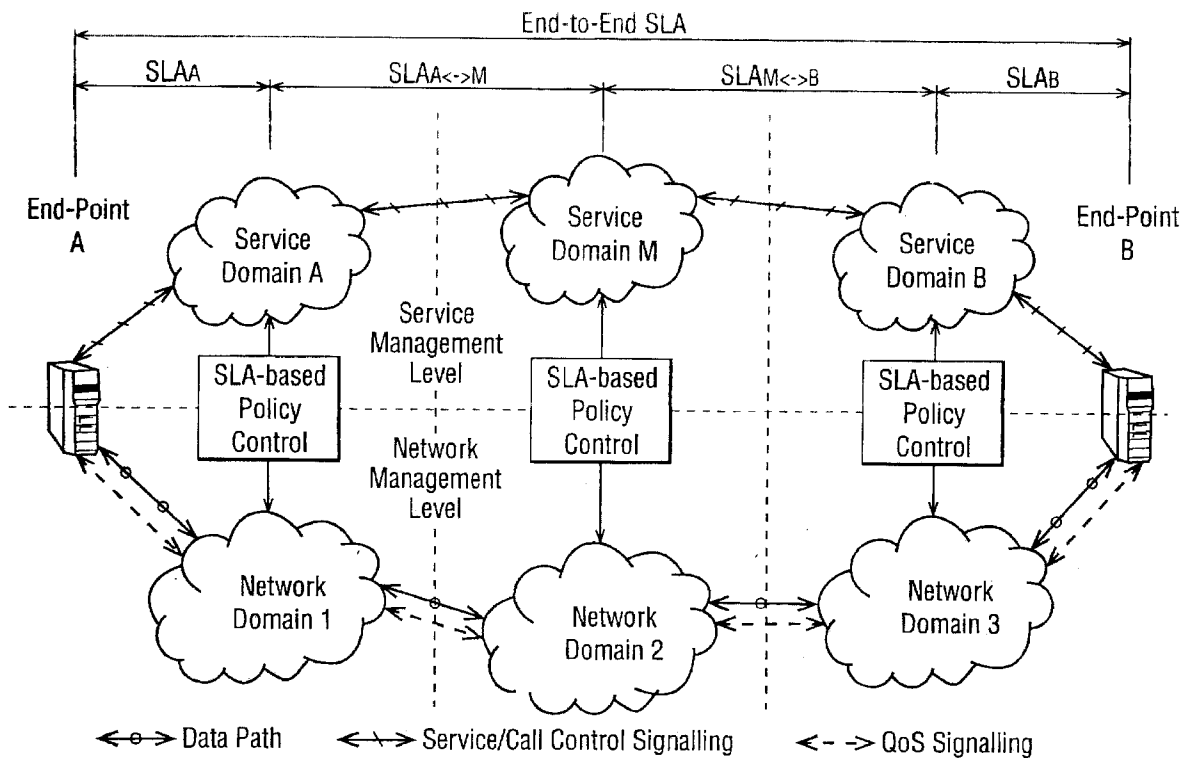 End-to-End SLA
SLAA
SLAA<->M
SLAM<->B
SLAB
End-Point
A
Service
Domain A
Service
Domain M
Service
Domain B
End-Point
B
Service
Management
Level
SLA-based
Policy
Control
SLA-based
Policy
Control
SLA-based
Policy
Control
Network
Management
Level
Network
Domain 1
Network
Domain 2
Network
Domain 3
Data Path
Service/Call Control Signalling
QoS Signalling